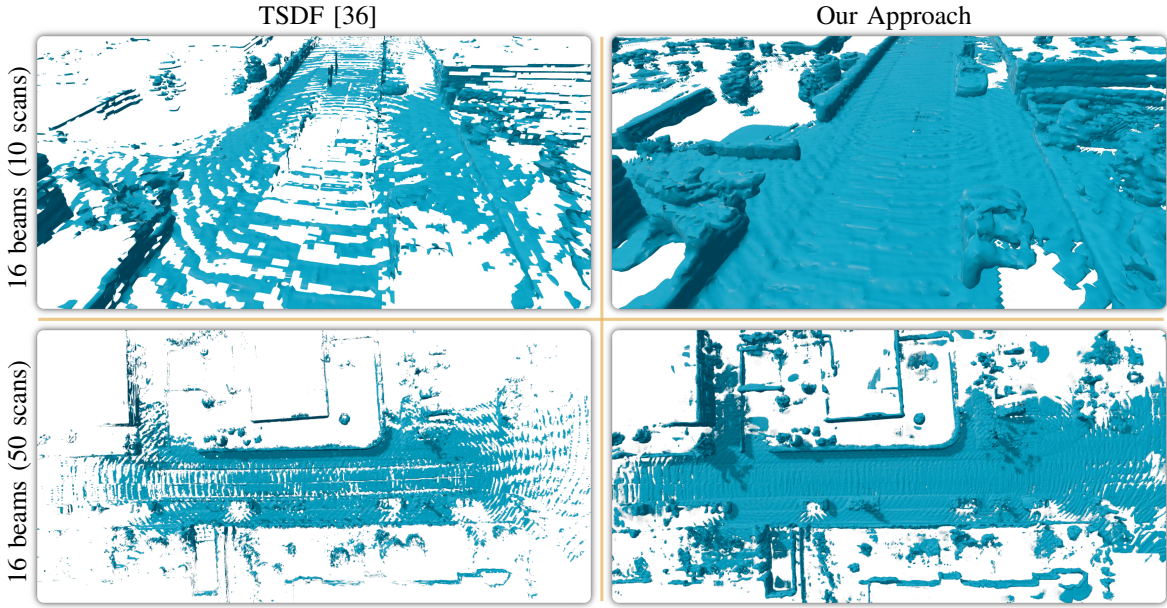 TSDF [36]
Our Approach
16 beams (10 scans)
16 beams (50 scans)